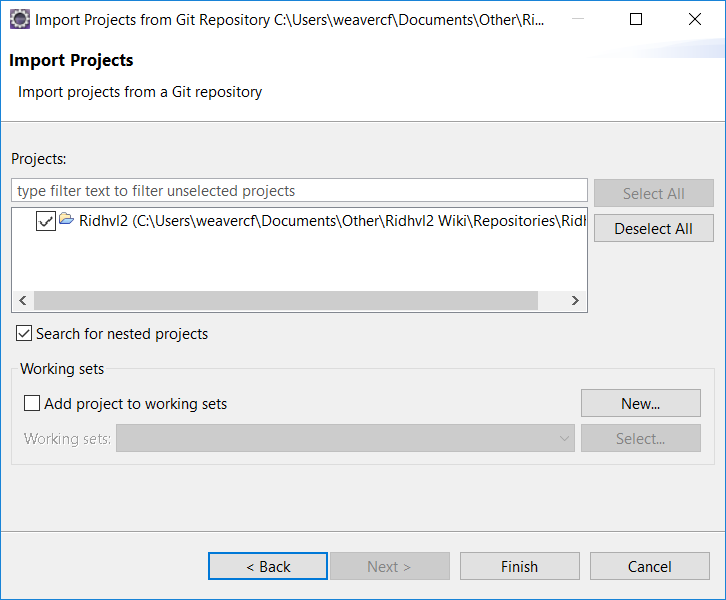 Import Projects from Git Repository C:\Users\weavercf\Documents\Other\Ri...
Import Projects
Import projects from a Git repository
Projects:
type filter text to filter unselected projects
Select All
Ridhvl2 (C:\Users\weavercf\Documents\Other\Ridhvl2 Wiki\Repositories\Ridh
Deselect All
Search for nested projects
Working sets
Add project to working sets
New...
Working sets:
Select...
< Back
Next >
Finish
Cancel